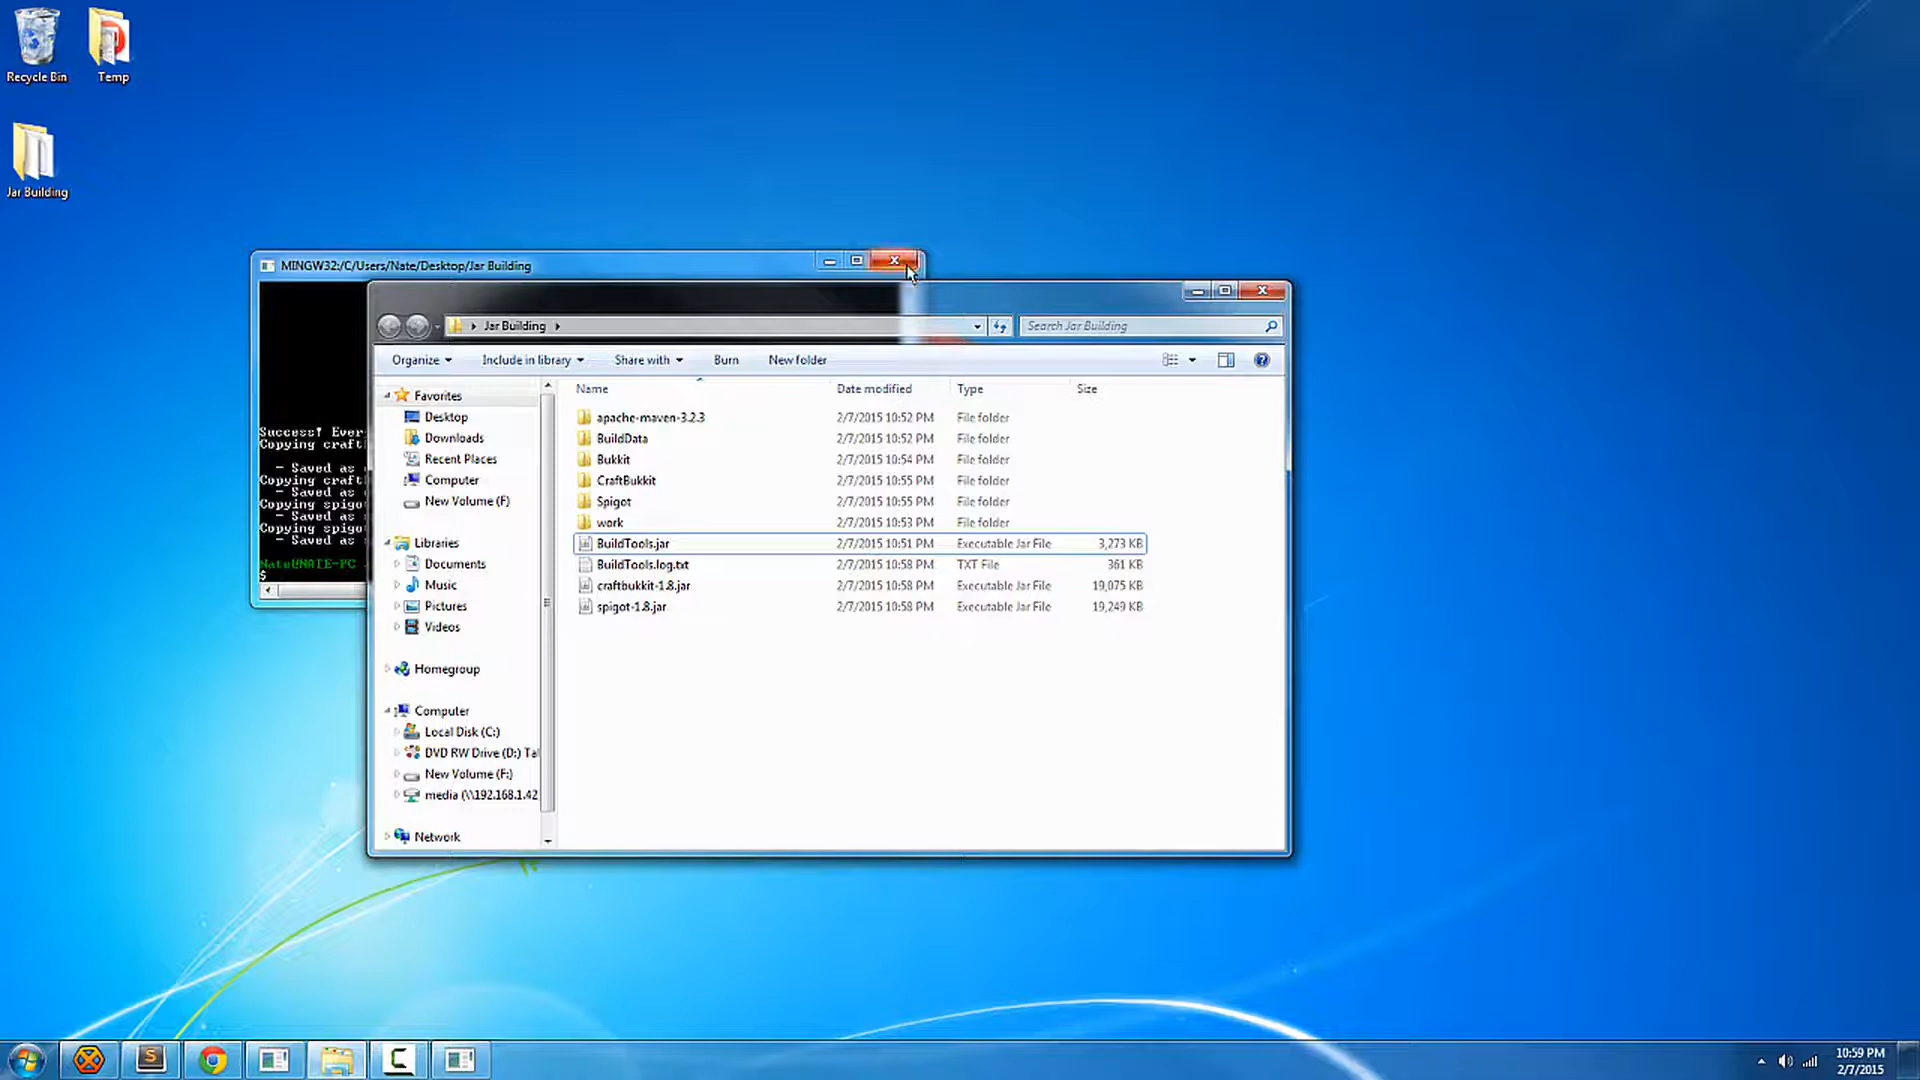 Recycle Bin
Temp
Jar Building
MINGW32:/C/Users/Nate/Desktop/Jar Building
Success! Ever
Copying craft
- Saved as
Copying craft
- Saved as
Copying spigo
- Saved as
Copying spigo
- Saved as
Nate@NATE-PC
$
Jar Building
Search Jar Building
Organize
Include in library
Share with
Burn
New folder
Name
Date modified
Type
Size
apache-maven-3.2.3 2/7/2015 10:52 PM File folder
BuildData 2/7/2015 10:52 PM File folder
Bukkit 2/7/2015 10:54 PM File folder
CraftBukkit 2/7/2015 10:55 PM File folder
Spigot 2/7/2015 10:55 PM File folder
work 2/7/2015 10:53 PM File folder
BuildTools.jar 2/7/2015 10:51 PM Executable Jar File 3,273 KB
BuildTools.log.txt 2/7/2015 10:58 PM TXT File 361 KB
craftbukkit-1.8.jar 2/7/2015 10:58 PM Executable Jar File 19,075 KB
spigot-1.8.jar 2/7/2015 10:58 PM Executable Jar File 19,249 KB
Favorites
Desktop
Downloads
Recent Places
Computer
New Volume (F)
Libraries
Documents
Music
Pictures
Videos
Homegroup
Computer
Local Disk (C:)
DVD RW Drive (D:) Tal
New Volume (F:)
media (\\192.168.1.42
Network
10:59 PM
2/7/2015